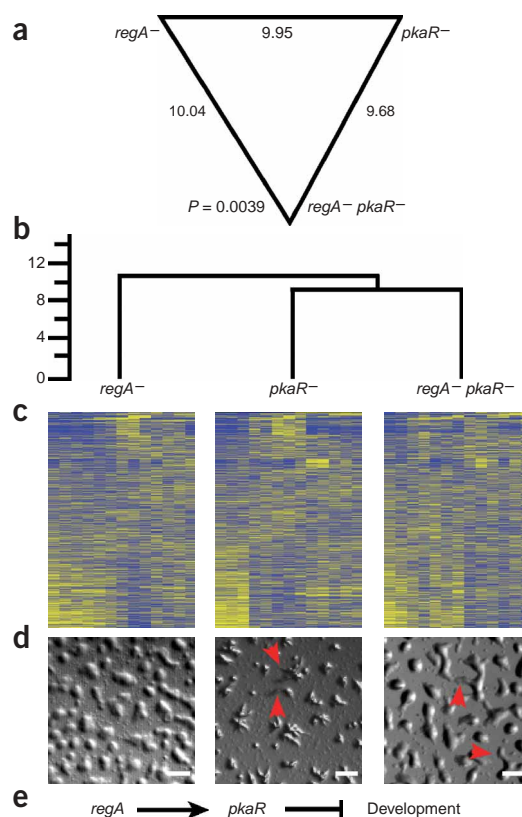 a
regA– pkaR–
9.95
10.04 9.68
P = 0.0039 regA– pkaR–
b
12
8
4
0
regA– pkaR– regA– pkaR–
c
d
e regA pkaR Development